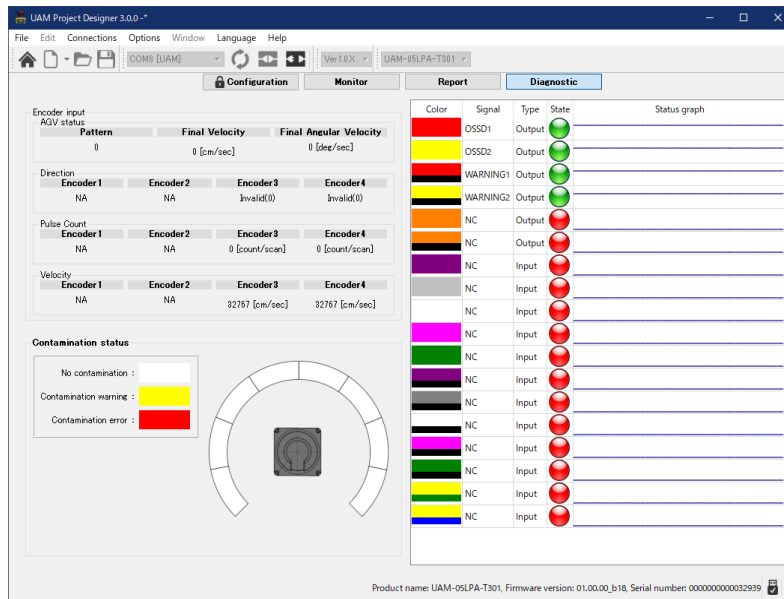 UAM Project Designer 3.0.0 -*
File Edit Connections Options Window Language Help
COM8 [UAM] Ver1.0X UAM-05LPA-T301
Configuration Monitor Report Diagnostic
Encoder input
AGV status
Pattern Final Velocity Final Angular Velocity
0 0 [cm/sec] 0 [deg/sec]
Direction
Encoder1 Encoder2 Encoder3 Encoder4
NA NA Invalid(0) Invalid(0)
Pulse Count
Encoder1 Encoder2 Encoder3 Encoder4
NA NA 0 [count/scan] 0 [count/scan]
Velocity
Encoder1 Encoder2 Encoder3 Encoder4
NA NA 32767 [cm/sec] 32767 [cm/sec]
Contamination status
No contamination :
Contamination warning :
Contamination error :
Color Signal Type State Status graph
OSSD1 Output
OSSD2 Output
WARNING1 Output
WARNING2 Output
NC Output
NC Output
NC Input
NC Input
NC Input
NC Input
NC Input
NC Input
NC Input
NC Input
NC Input
NC Input
NC Input
NC Input
Product name: UAM-05LPA-T301, Firmware version: 01.00.00_b18, Serial number: 0000000000032939